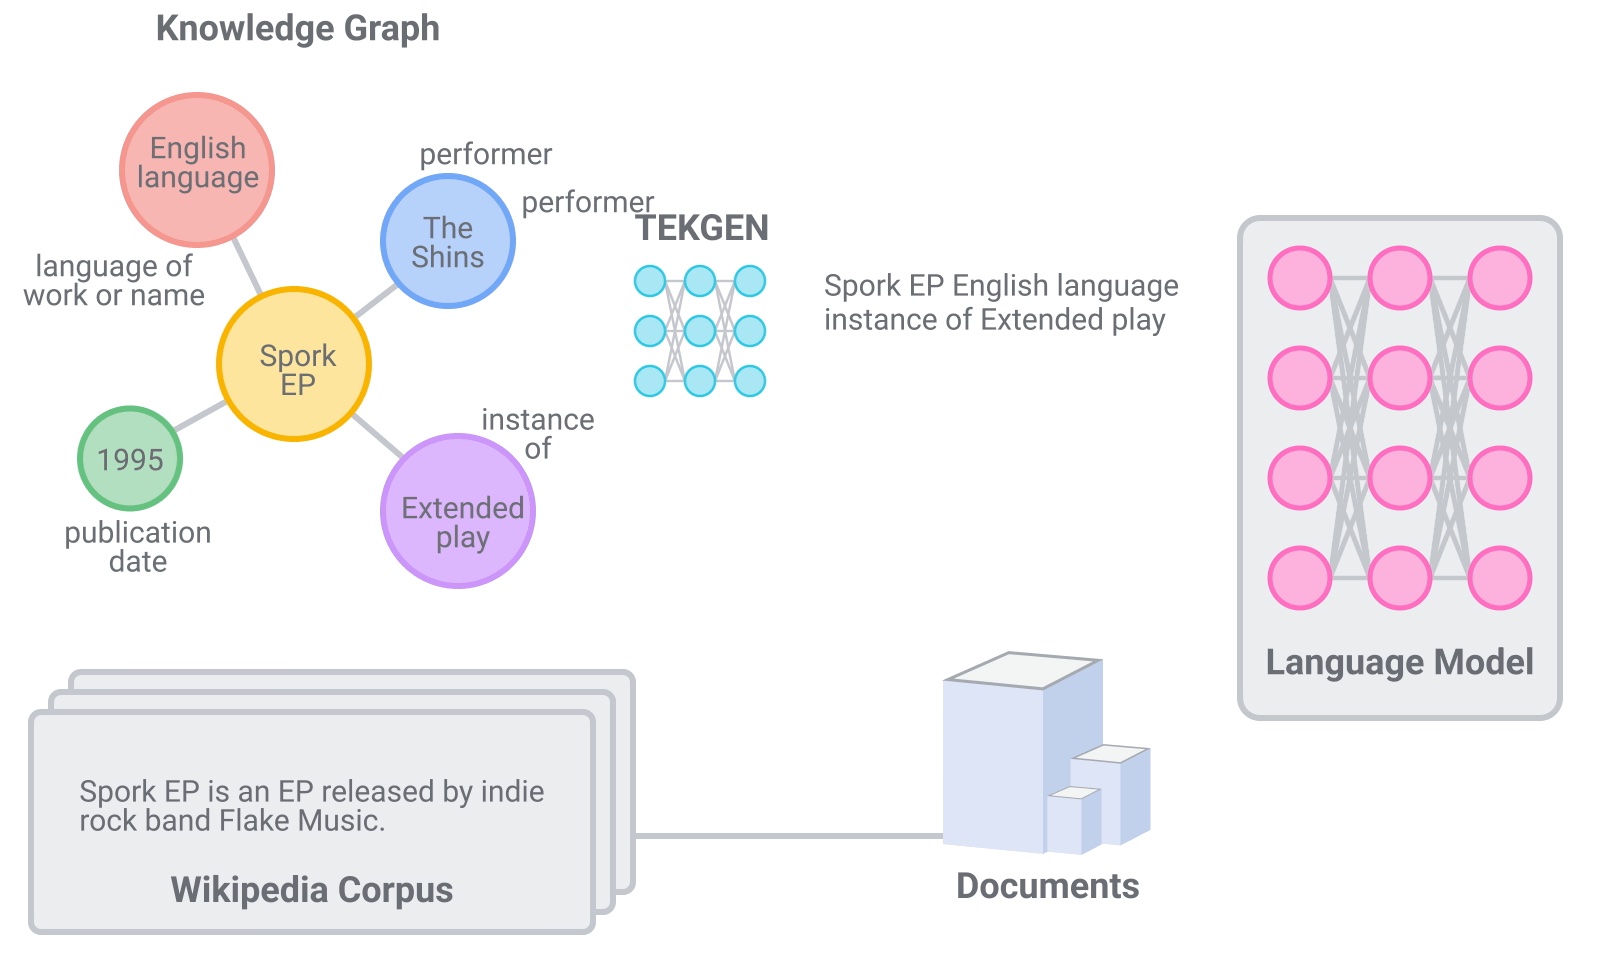 Knowledge Graph
English
language
performer
performer
The
Shins
TEKGEN
language of
work or name
Spork EP English language
instance of Extended play
Spork
EP
instance
of
1995
Extended
play
publication
date
Language Model
Spork EP is an EP released by indie
rock band Flake Music.
Wikipedia Corpus
Documents